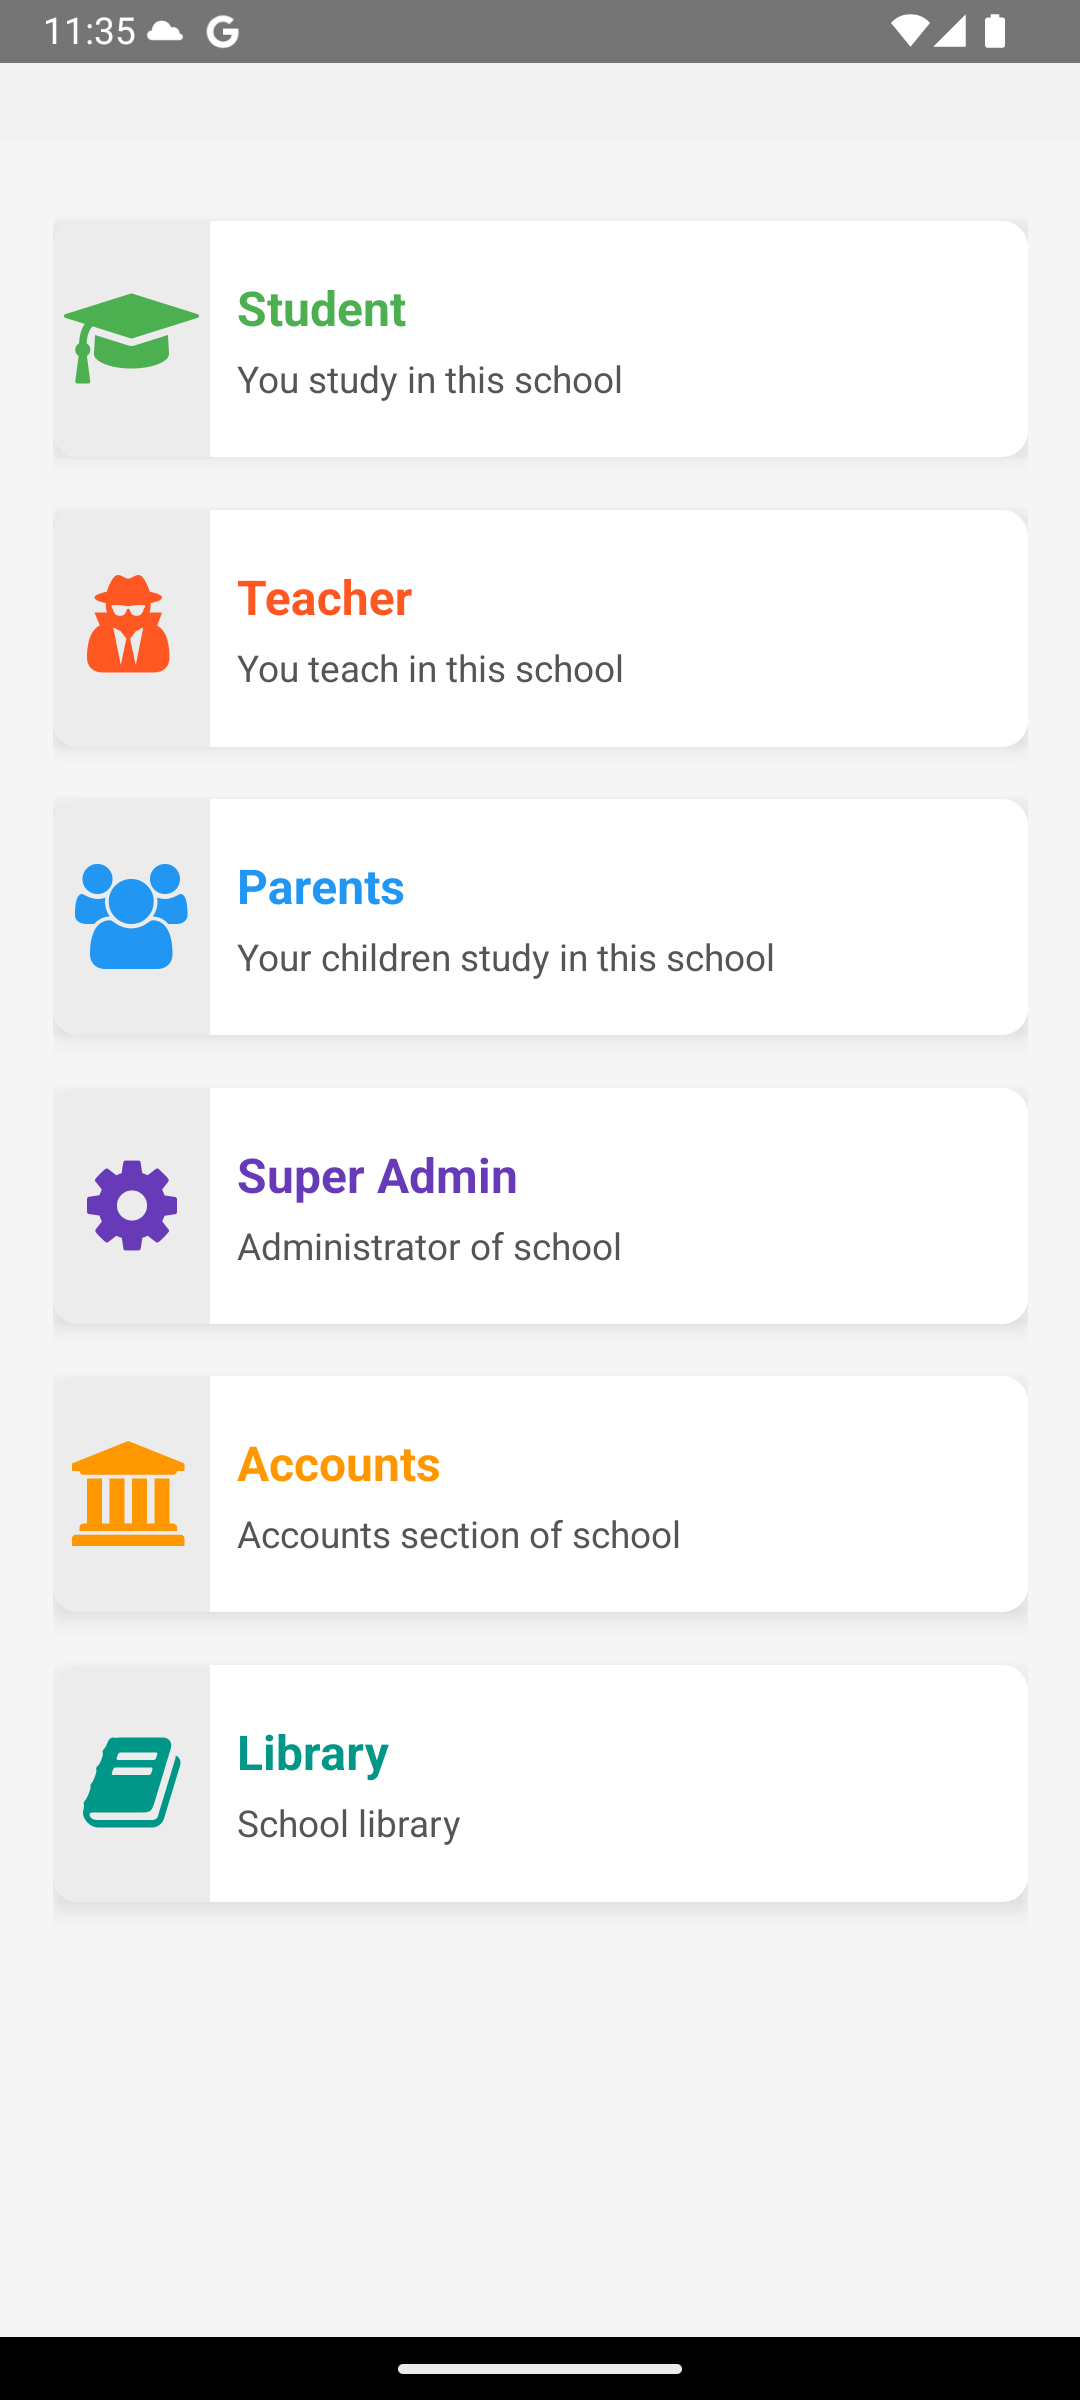 11:35
Student
You study in this school
Teacher
You teach in this school
Parents
Your children study in this school
Super Admin
Administrator of school
Accounts
Accounts section of school
Library
School library